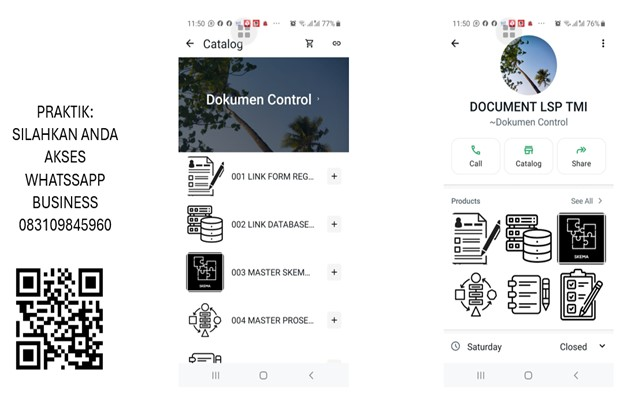 PRAKTIK:
SILAHKAN ANDA
AKSES
WHATSSAPP
BUSINESS
083109845960
11:50
77%
Catalog
Dokumen Control
001 LINK FORM REG...
002 LINK DATABASE...
SKEMA
003 MASTER SKEM...
004 MASTER PROSE...
11:50
76%
DOCUMENT LSP TMI
~Dokumen Control
Call
Catalog
Share
Products
See All
SKEMA
Saturday
Closed